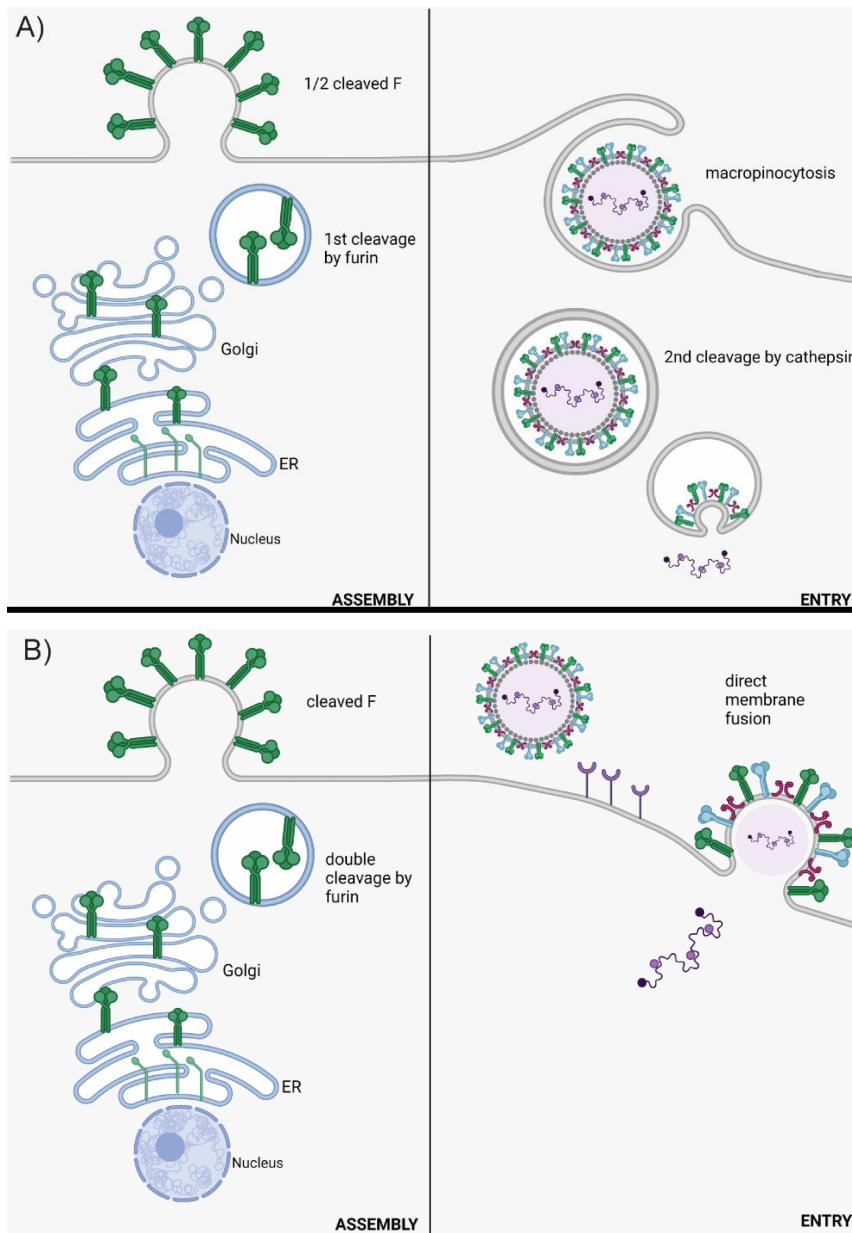 A)
1/2 cleaved F
1st cleavage
by furin
Golgi
ER
Nucleus
ASSEMBLY
macropinocytosis
2nd cleavage by cathepsin
ENTRY
B)
cleaved F
double
cleavage by
furin
Golgi
ER
Nucleus
ASSEMBLY
direct
membrane
fusion
ENTRY